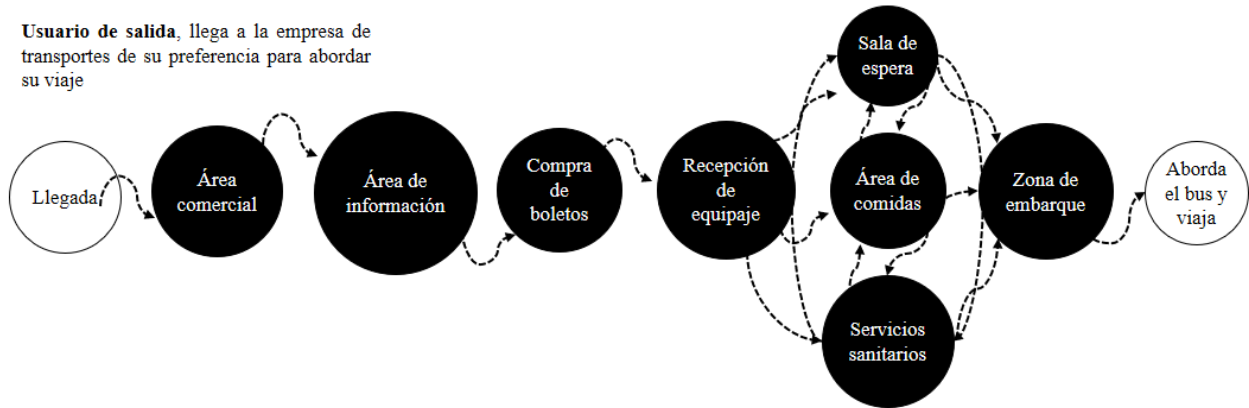 Usuario de salida, llega a la empresa de
transportes de su preferencia para abordar
su viaje
Llegada
Área
comercial
Área de
información
Compra
de
boletos
Recepción
de
equipaje
Sala de
espera
Área de
comidas
Servicios
sanitarios
Zona de
embarque
Aborda
el bus y
viaja